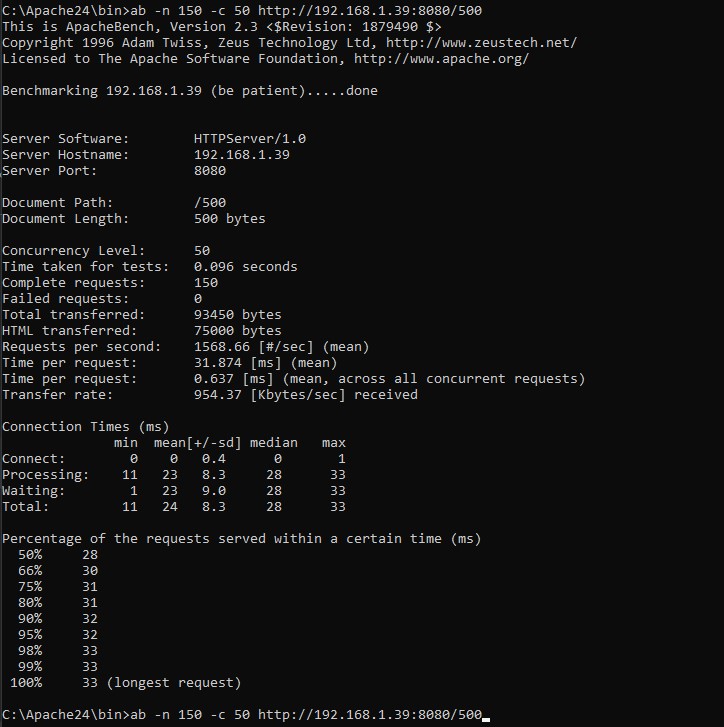 C:\Apache24\bin>ab -n 150 -c 50 http://192.168.1.39:8080/500
This is ApacheBench, Version 2.3 <$Revision: 1879490 $>
Copyright 1996 Adam Twiss, Zeus Technology Ltd, http://www.zeustech.net/
Licensed to The Apache Software Foundation, http://www.apache.org/

Benchmarking 192.168.1.39 (be patient).....done


Server Software:        HTTPServer/1.0
Server Hostname:        192.168.1.39
Server Port:            8080

Document Path:          /500
Document Length:        500 bytes

Concurrency Level:      50
Time taken for tests:   0.096 seconds
Complete requests:      150
Failed requests:        0
Total transferred:      93450 bytes
HTML transferred:       75000 bytes
Requests per second:    1568.66 [#/sec] (mean)
Time per request:       31.874 [ms] (mean)
Time per request:       0.637 [ms] (mean, across all concurrent requests)
Transfer rate:          954.37 [Kbytes/sec] received

Connection Times (ms)
              min  mean[+/-sd] median   max
Connect:        0    0   0.4      0       1
Processing:    11   23   8.3     28      33
Waiting:        1   23   9.0     28      33
Total:         11   24   8.3     28      33

Percentage of the requests served within a certain time (ms)
  50%     28
  66%     30
  75%     31
  80%     31
  90%     32
  95%     32
  98%     33
  99%     33
 100%     33 (longest request)

C:\Apache24\bin>ab -n 150 -c 50 http://192.168.1.39:8080/500